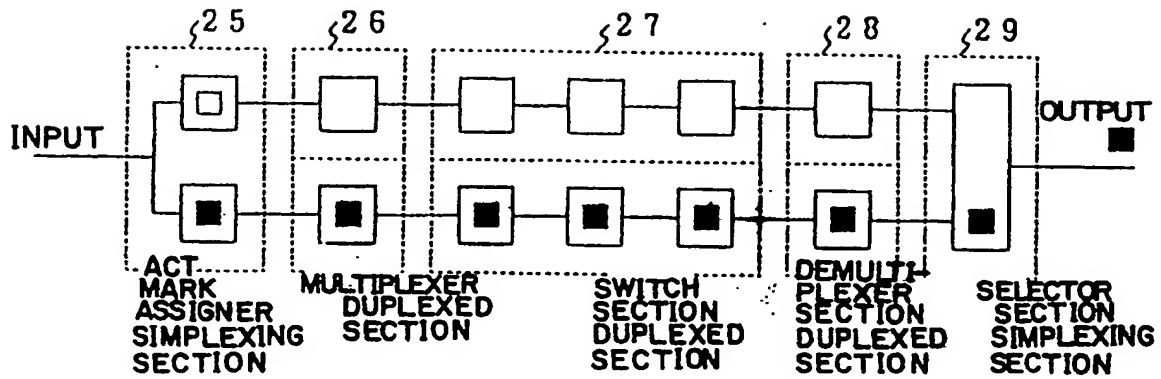 25
26
27
28
29
INPUT
OUTPUT
ACT
MARK
ASSIGNER
SIMPLEXING
SECTION
MULTIPLEXER
DUPLEXED
SECTION
SWITCH
SECTION
DUPLEXED
SECTION
DEMULTI-
PLEXER
SECTION
DUPLEXED
SECTION
SELECTOR
SECTION
SIMPLEXING
SECTION